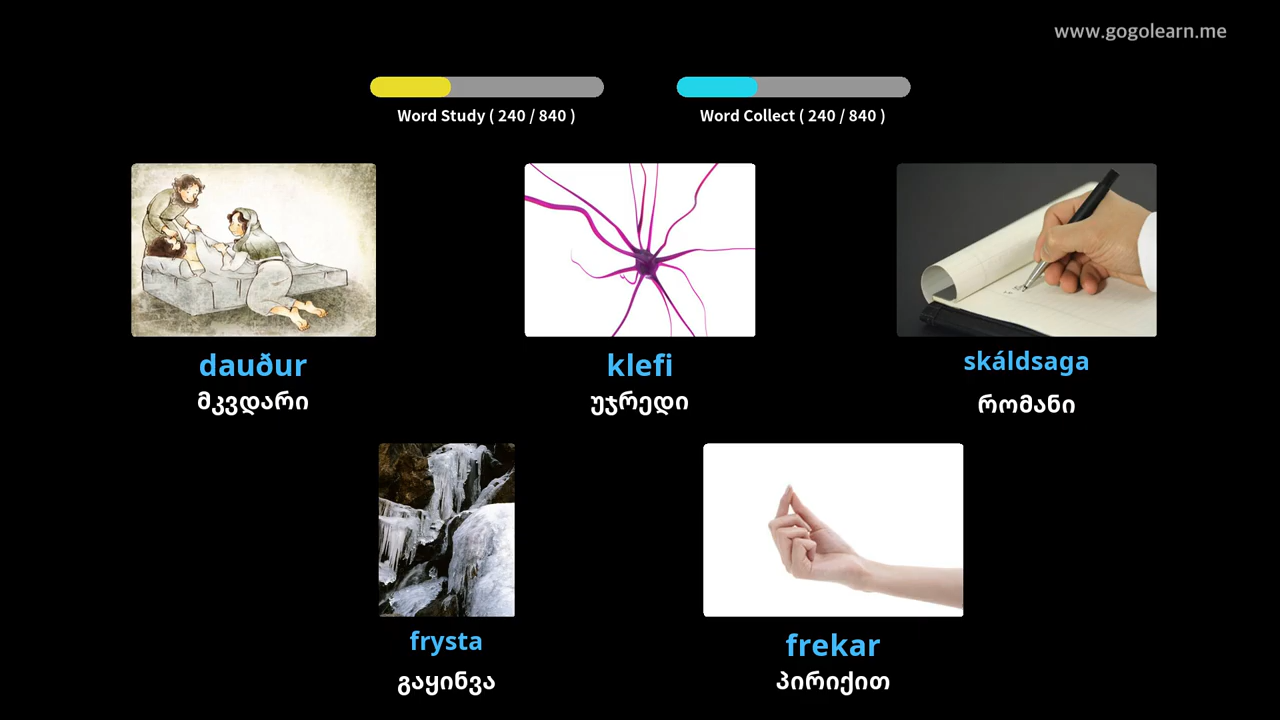 www.gogolearn.me
Word Study ( 240 / 840 )
Word Collect ( 240 / 840 )
dauður
მკვდარი
klefi
უჯრედი
skáldsaga
რომანი
frysta
გაყინვა
frekar
პირიქით